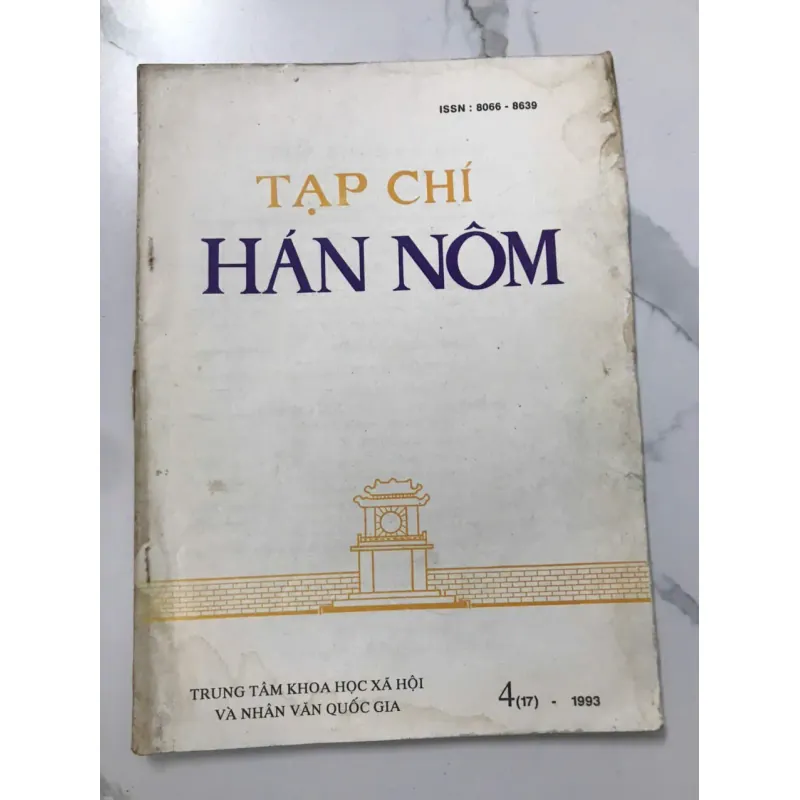 ISSN : 8066 - 8639
TẠP CHÍ
HÁN NÔM
TRUNG TÂM KHOA HỌC XÃ HỘI
VÀ NHÂN VĂN QUỐC GIA
4(17) - 1993